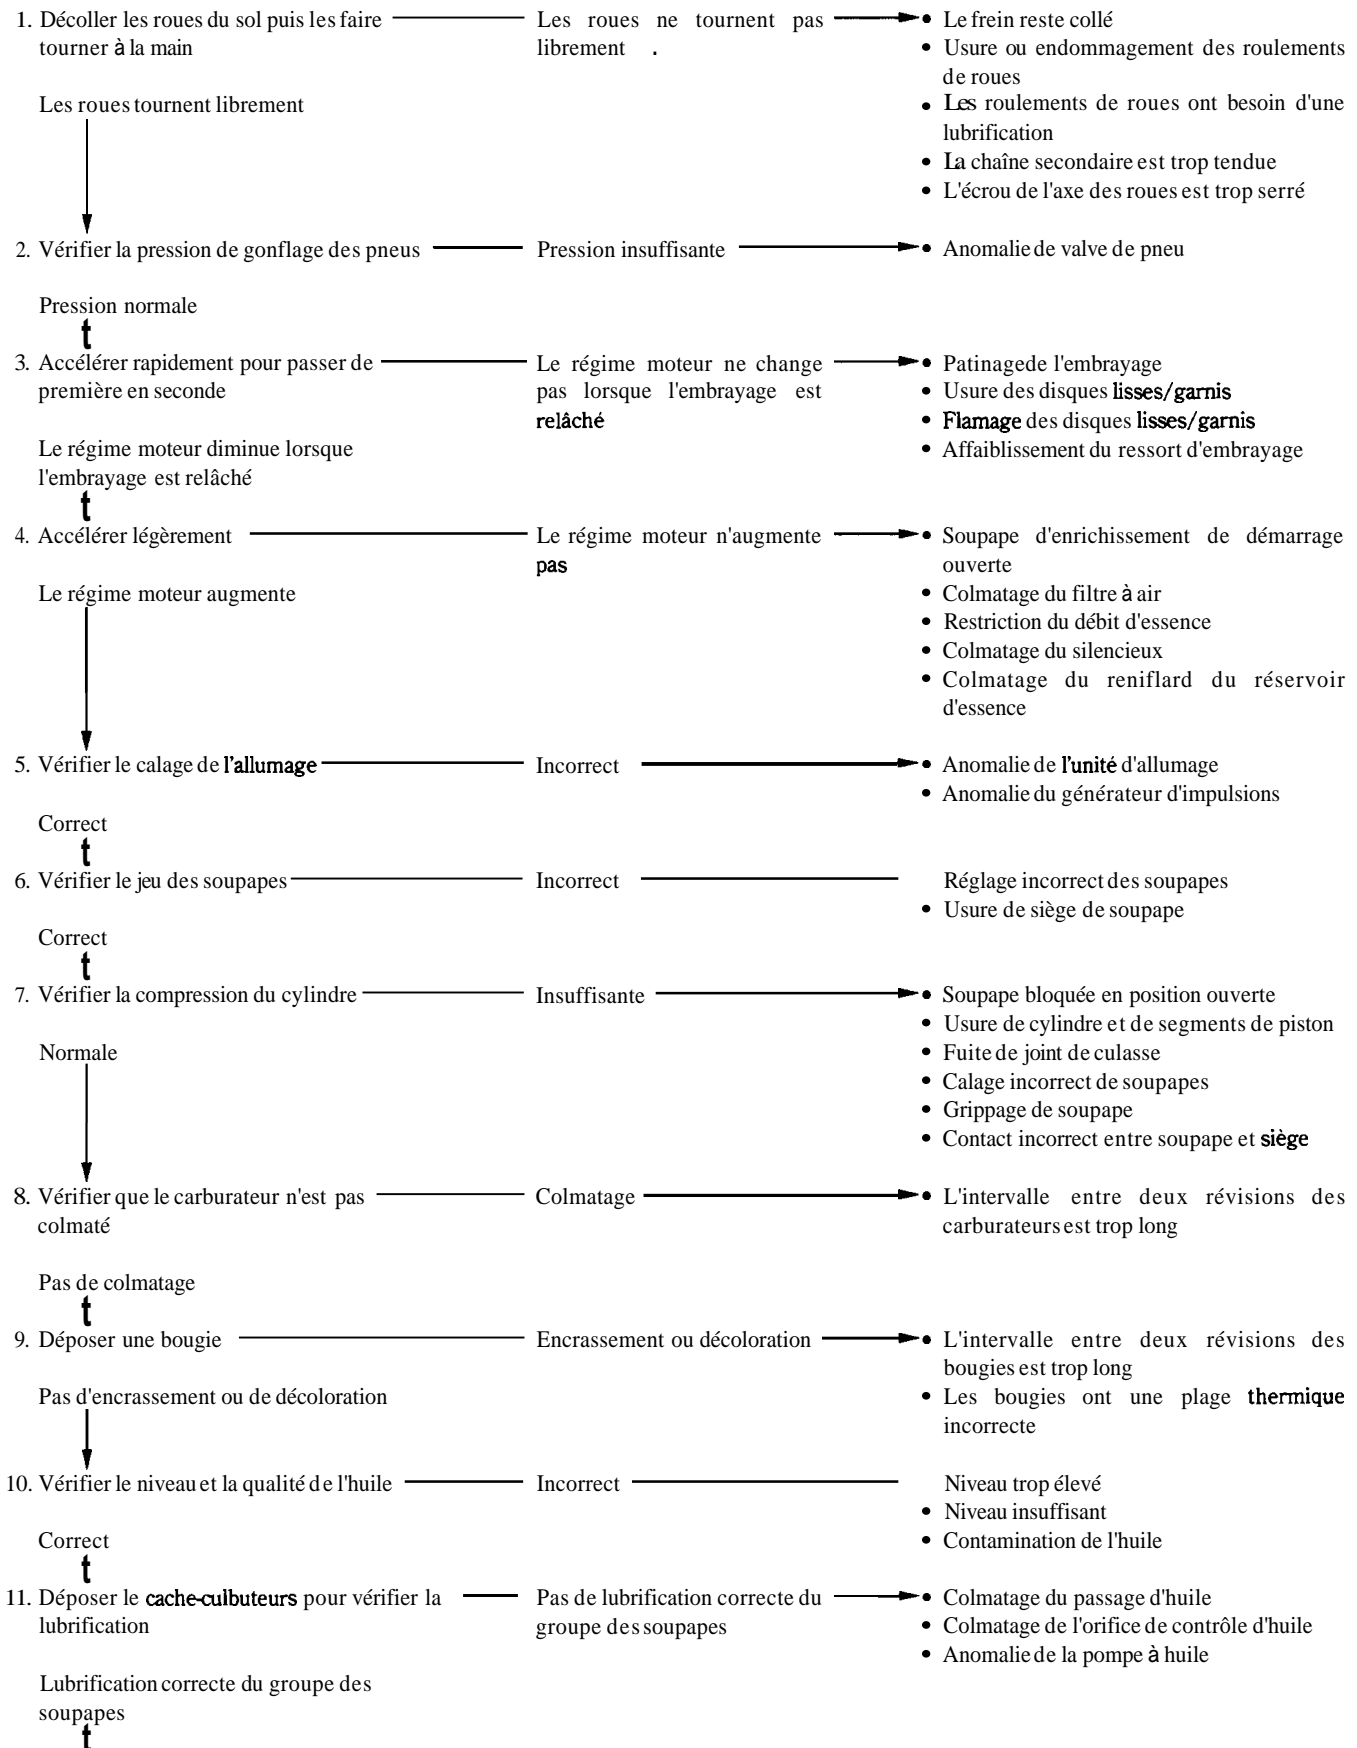 1. Décoller les roues du sol puis les faire
tourner à la main
Les roues ne tournent pas
librement .
• Le frein reste collé
• Usure ou endommagement des roulements
de roues
• Les roulements de roues ont besoin d'une
lubrification
• La chaîne secondaire est trop tendue
• L'écrou de l'axe des roues est trop serré
Les roues tournent librement
2. Vérifier la pression de gonflage des pneus
Pression insuffisante
• Anomalie de valve de pneu
Pression normale
3. Accélérer rapidement pour passer de
première en seconde
Le régime moteur ne change
pas lorsque l'embrayage est
relâché
• Patinage de l'embrayage
• Usure des disques lisses/garnis
• Flamage des disques lisses/garnis
• Affaiblissement du ressort d'embrayage
Le régime moteur diminue lorsque
l'embrayage est relâché
4. Accélérer légèrement
Le régime moteur n'augmente
pas
• Soupape d'enrichissement de démarrage
ouverte
• Colmatage du filtre à air
• Restriction du débit d'essence
• Colmatage du silencieux
• Colmatage du reniflard du réservoir
d'essence
Le régime moteur augmente
5. Vérifier le calage de l'allumage
Incorrect
• Anomalie de l'unité d'allumage
• Anomalie du générateur d'impulsions
Correct
6. Vérifier le jeu des soupapes
Incorrect
Réglage incorrect des soupapes
• Usure de siège de soupape
Correct
7. Vérifier la compression du cylindre
Insuffisante
• Soupape bloquée en position ouverte
• Usure de cylindre et de segments de piston
• Fuite de joint de culasse
• Calage incorrect de soupapes
• Grippage de soupape
• Contact incorrect entre soupape et siège
Normale
8. Vérifier que le carburateur n'est pas
colmaté
Colmatage
• L'intervalle entre deux révisions des
carburateurs est trop long
Pas de colmatage
9. Déposer une bougie
Encrassement ou décoloration
• L'intervalle entre deux révisions des
bougies est trop long
• Les bougies ont une plage thermique
incorrecte
Pas d'encrassement ou de décoloration
10. Vérifier le niveau et la qualité de l'huile
Incorrect
Niveau trop élevé
• Niveau insuffisant
• Contamination de l'huile
Correct
11. Déposer le cache-culbuteurs pour vérifier la
lubrification
Pas de lubrification correcte du
groupe des soupapes
• Colmatage du passage d'huile
• Colmatage de l'orifice de contrôle d'huile
• Anomalie de la pompe à huile
Lubrification correcte du groupe des
soupapes